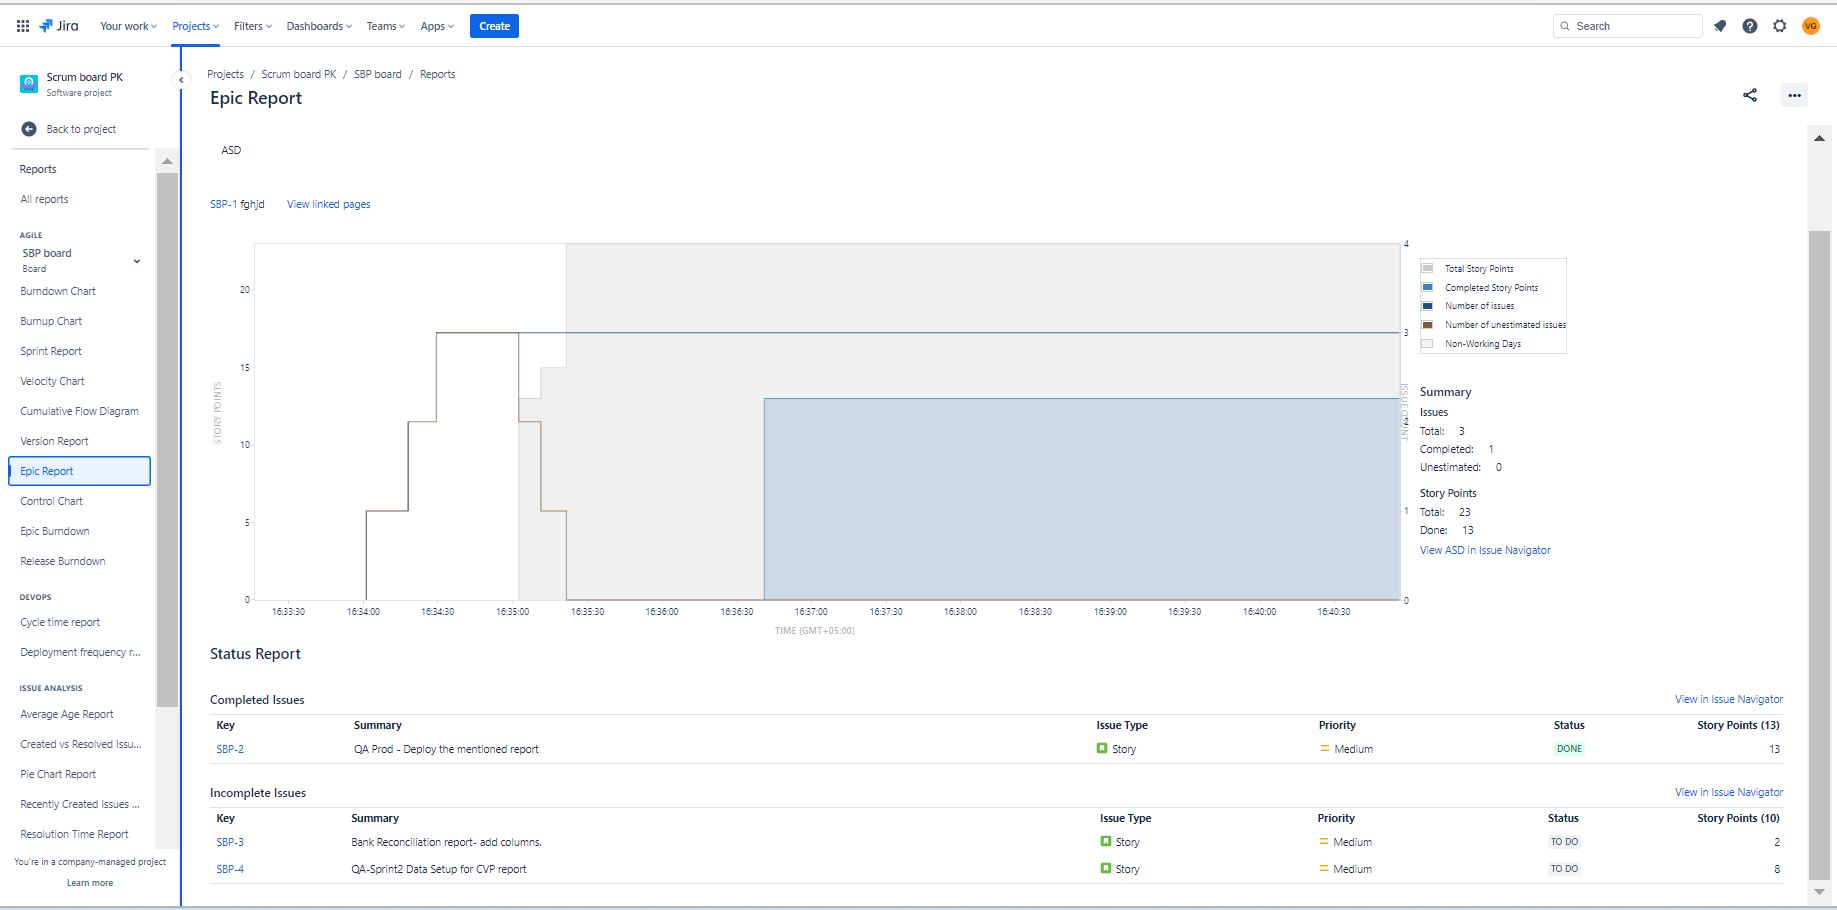 Jira Your work Projects Filters Dashboards Teams Apps Create Search VG
Scrum board PK
Software project
Back to project
Reports
All reports
AGILE
SBP board
Board
Burndown Chart
Burnup Chart
Sprint Report
Velocity Chart
Cumulative Flow Diagram
Version Report
Epic Report
Control Chart
Epic Burndown
Release Burndown
DEVOPS
Cycle time report
Deployment frequency r...
ISSUE ANALYSIS
Average Age Report
Created vs Resolved Issu...
Pie Chart Report
Recently Created Issues ...
Resolution Time Report
You're in a company-managed project
Learn more
Projects / Scrum board PK / SBP board / Reports
Epic Report
ASD
SBP-1 fghjd View linked pages
STORY POINTS
20
15
10
5
0
4
3
2
1
0
ISSUE COUNT
16:33:30 16:34:00 16:34:30 16:35:00 16:35:30 16:36:00 16:36:30 16:37:00 16:37:30 16:38:00 16:38:30 16:39:00 16:39:30 16:40:00 16:40:30
TIME (GMT+05:00)
Total Story Points
Completed Story Points
Number of issues
Number of unestimated issues
Non-Working Days
Summary
Issues
Total: 3
Completed: 1
Unestimated: 0
Story Points
Total: 23
Done: 13
View ASD in Issue Navigator
Status Report
Completed Issues View in Issue Navigator
Key Summary Issue Type Priority Status Story Points (13)
SBP-2 QA Prod - Deploy the mentioned report Story Medium DONE 13
Incomplete Issues View in Issue Navigator
Key Summary Issue Type Priority Status Story Points (10)
SBP-3 Bank Reconciliation report- add columns. Story Medium TO DO 2
SBP-4 QA-Sprint2 Data Setup for CVP report Story Medium TO DO 8